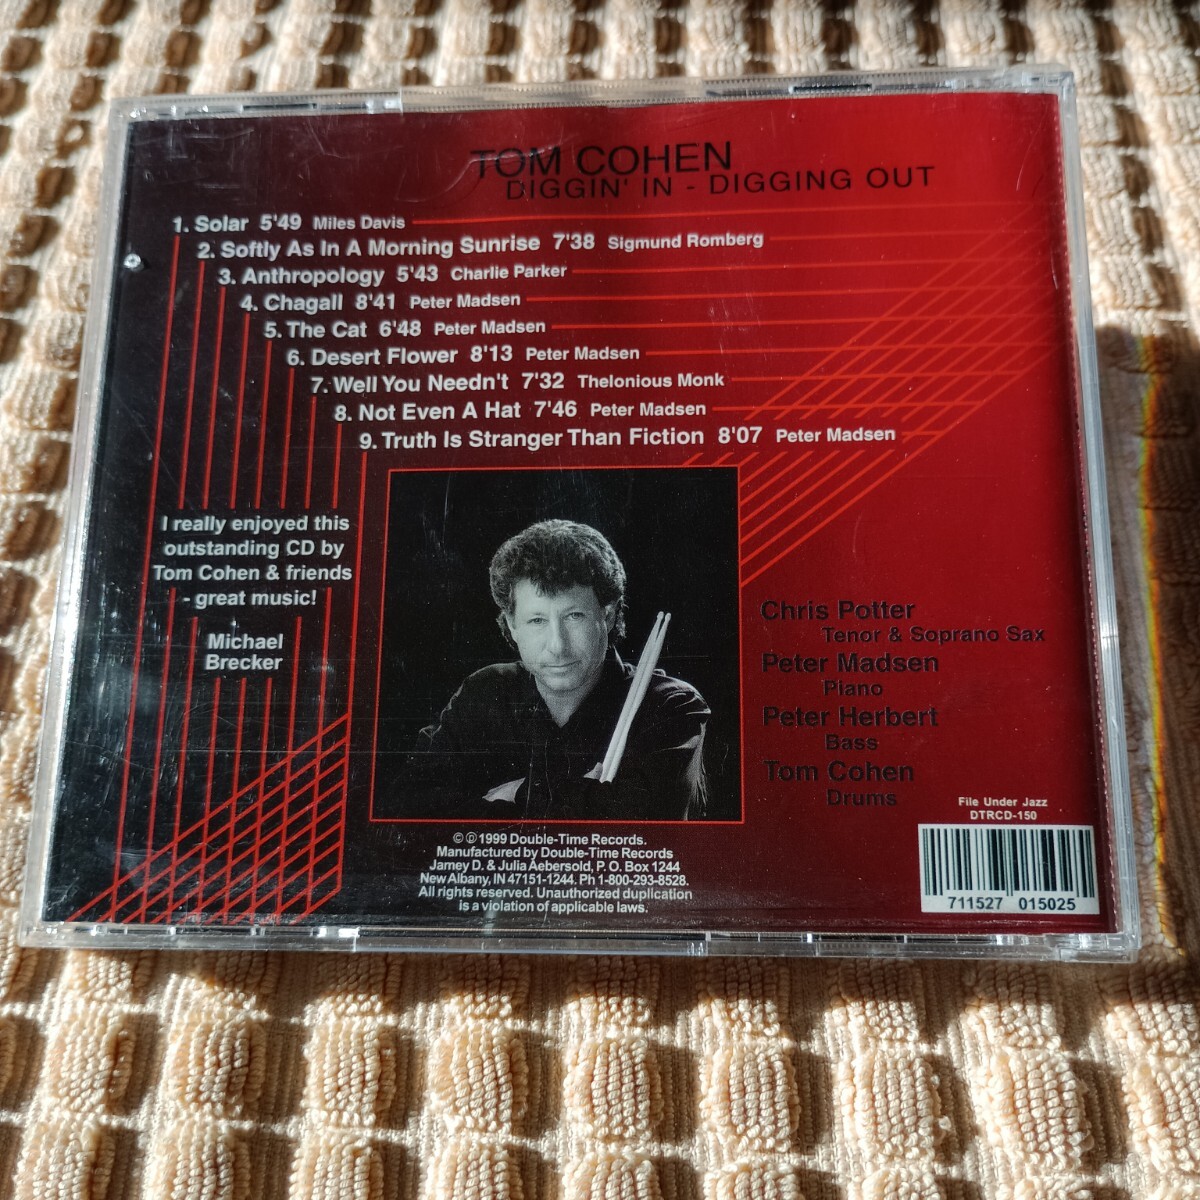 TOM COHEN
DIGGIN' IN - DIGGING OUT
1. Solar 5'49 Miles Davis
2. Softly As In A Morning Sunrise 7'38 Sigmund Romberg
3. Anthropology 5'43 Charlie Parker
4. Chagall 8'41 Peter Madsen
5. The Cat 6'48 Peter Madsen
6. Desert Flower 8'13 Peter Madsen
7. Well You Needn't 7'32 Thelonious Monk
8. Not Even A Hat 7'46 Peter Madsen
9. Truth Is Stranger Than Fiction 8'07 Peter Madsen
I really enjoyed this
outstanding CD by
Tom Cohen & friends
- great music!
Michael
Brecker
Chris Potter
Tenor & Soprano Sax
Peter Madsen
Piano
Peter Herbert
Bass
Tom Cohen
Drums
© ℗ 1999 Double-Time Records.
Manufactured by Double-Time Records
Jamey D. & Julia Aebersold, P. O. Box 1244
New Albany, IN 47151-1244. Ph 1-800-293-8528.
All rights reserved. Unauthorized duplication
is a violation of applicable laws.
File Under Jazz
DTRCD-150
711527 015025